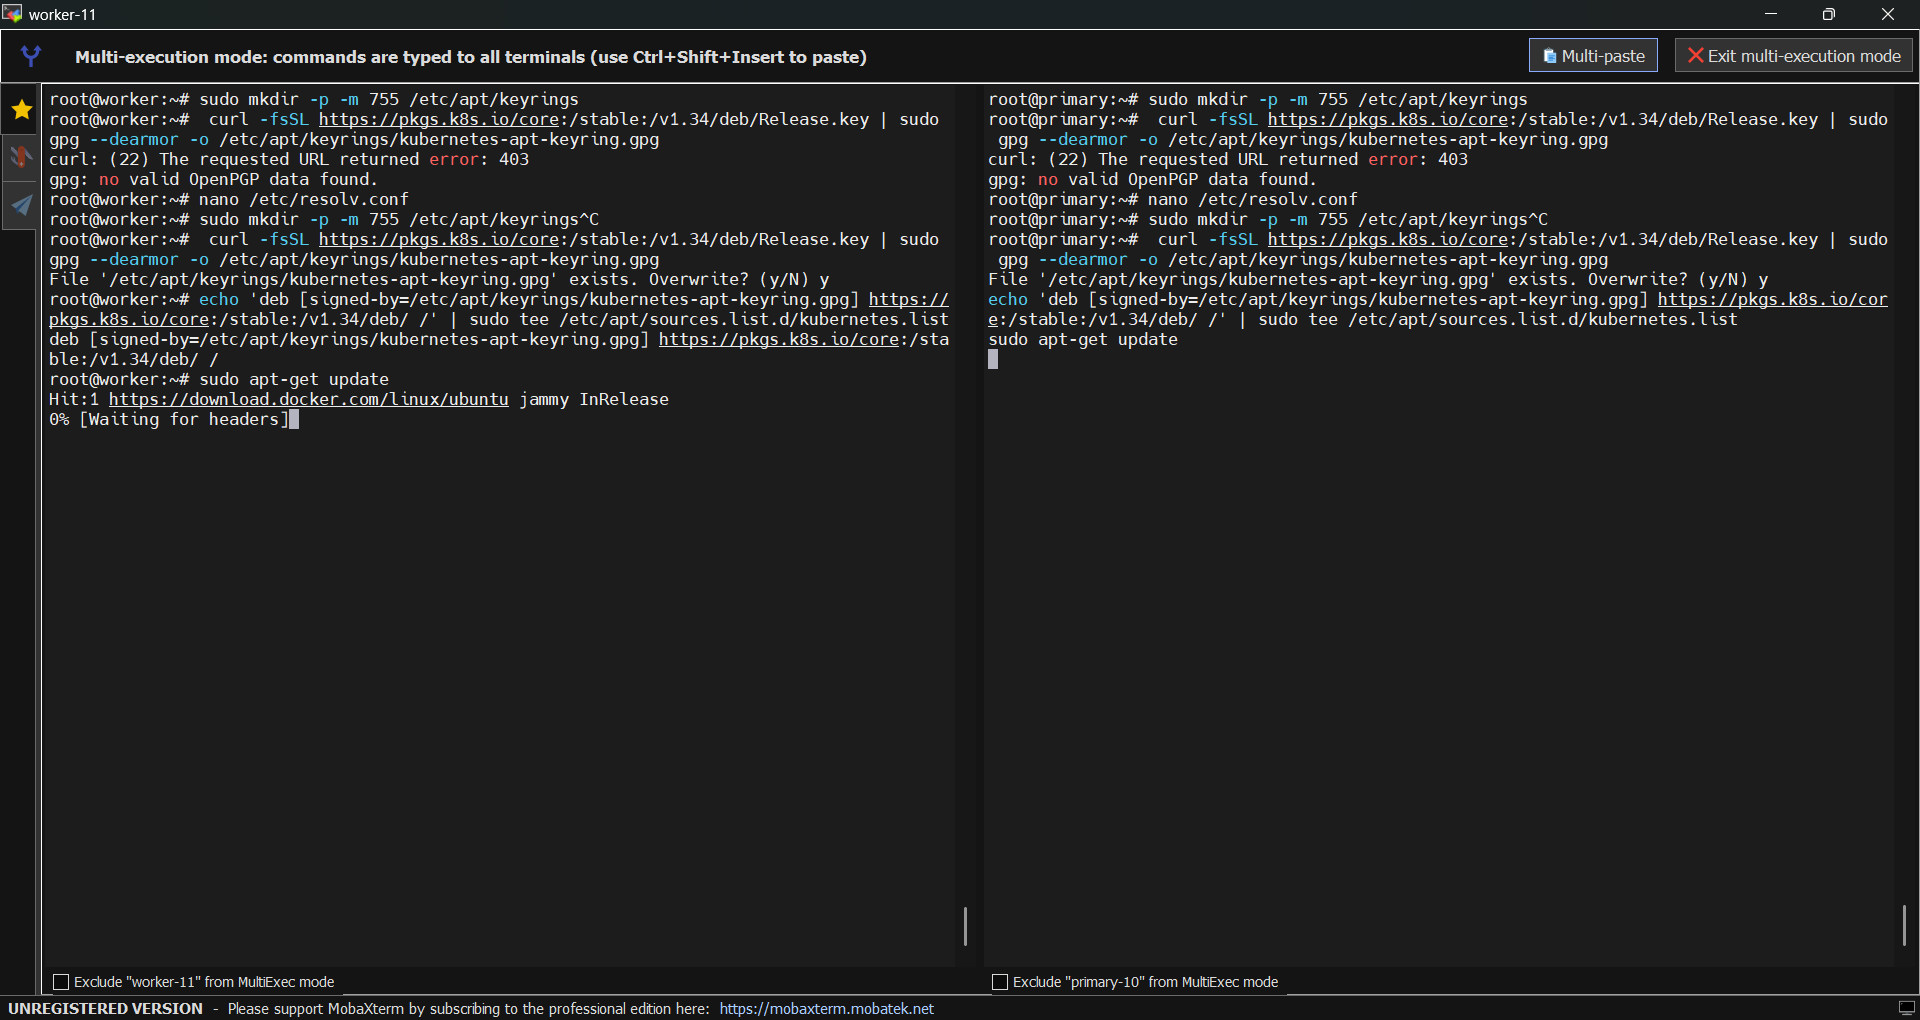 worker-11
Multi-execution mode: commands are typed to all terminals (use Ctrl+Shift+Insert to paste)
Multi-paste
Exit multi-execution mode
root@worker:~# sudo mkdir -p -m 755 /etc/apt/keyrings
root@worker:~#  curl -fsSL https://pkgs.k8s.io/core:/stable:/v1.34/deb/Release.key | sudo
gpg --dearmor -o /etc/apt/keyrings/kubernetes-apt-keyring.gpg
curl: (22) The requested URL returned error: 403
gpg: no valid OpenPGP data found.
root@worker:~# nano /etc/resolv.conf
root@worker:~# sudo mkdir -p -m 755 /etc/apt/keyrings^C
root@worker:~#  curl -fsSL https://pkgs.k8s.io/core:/stable:/v1.34/deb/Release.key | sudo
gpg --dearmor -o /etc/apt/keyrings/kubernetes-apt-keyring.gpg
File '/etc/apt/keyrings/kubernetes-apt-keyring.gpg' exists. Overwrite? (y/N) y
root@worker:~# echo 'deb [signed-by=/etc/apt/keyrings/kubernetes-apt-keyring.gpg] https://
pkgs.k8s.io/core:/stable:/v1.34/deb/ /' | sudo tee /etc/apt/sources.list.d/kubernetes.list
deb [signed-by=/etc/apt/keyrings/kubernetes-apt-keyring.gpg] https://pkgs.k8s.io/core:/sta
ble:/v1.34/deb/ /
root@worker:~# sudo apt-get update
Hit:1 https://download.docker.com/linux/ubuntu jammy InRelease
0% [Waiting for headers]
Exclude "worker-11" from MultiExec mode
root@primary:~# sudo mkdir -p -m 755 /etc/apt/keyrings
root@primary:~#  curl -fsSL https://pkgs.k8s.io/core:/stable:/v1.34/deb/Release.key | sudo
 gpg --dearmor -o /etc/apt/keyrings/kubernetes-apt-keyring.gpg
curl: (22) The requested URL returned error: 403
gpg: no valid OpenPGP data found.
root@primary:~# nano /etc/resolv.conf
root@primary:~# sudo mkdir -p -m 755 /etc/apt/keyrings^C
root@primary:~#  curl -fsSL https://pkgs.k8s.io/core:/stable:/v1.34/deb/Release.key | sudo
 gpg --dearmor -o /etc/apt/keyrings/kubernetes-apt-keyring.gpg
File '/etc/apt/keyrings/kubernetes-apt-keyring.gpg' exists. Overwrite? (y/N) y
echo 'deb [signed-by=/etc/apt/keyrings/kubernetes-apt-keyring.gpg] https://pkgs.k8s.io/cor
e:/stable:/v1.34/deb/ /' | sudo tee /etc/apt/sources.list.d/kubernetes.list
sudo apt-get update
Exclude "primary-10" from MultiExec mode
UNREGISTERED VERSION - Please support MobaXterm by subscribing to the professional edition here: https://mobaxterm.mobatek.net